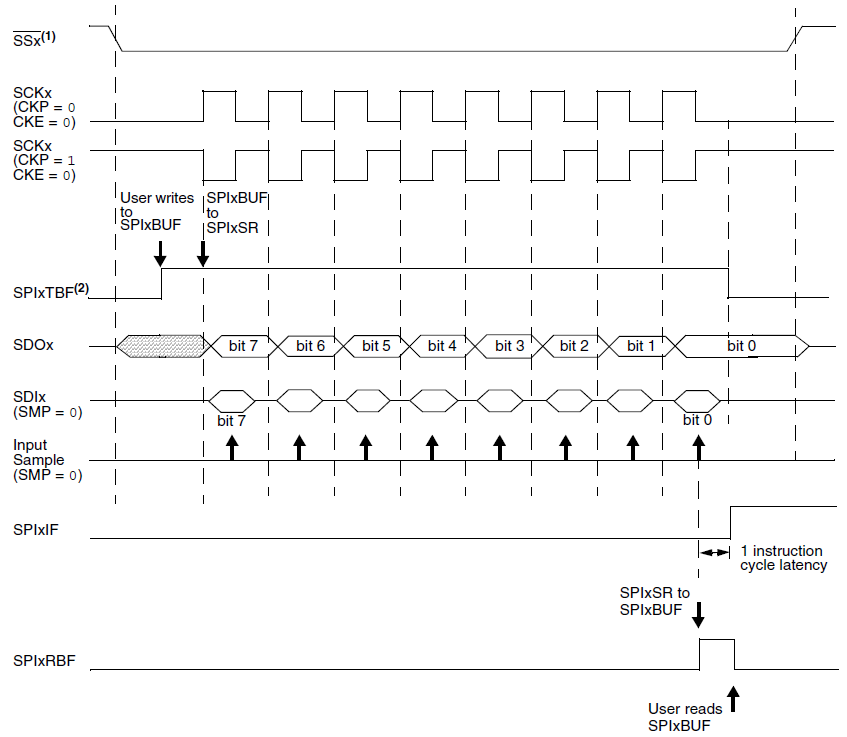 SSx(1)
SCKx
(CKP = 0
CKE = 0)
SCKx
(CKP = 1
CKE = 0)
User writes
to
SPIxBUF
SPIxBUF
to
SPIxSR
SPIxTBF(2)
SDOx
bit 7
bit 6
bit 5
bit 4
bit 3
bit 2
bit 1
bit 0
SDIx
(SMP = 0)
bit 7
bit 0
Input
Sample
(SMP = 0)
SPIxIF
1 instruction
cycle latency
SPIxSR to
SPIxBUF
SPIxRBF
User reads
SPIxBUF